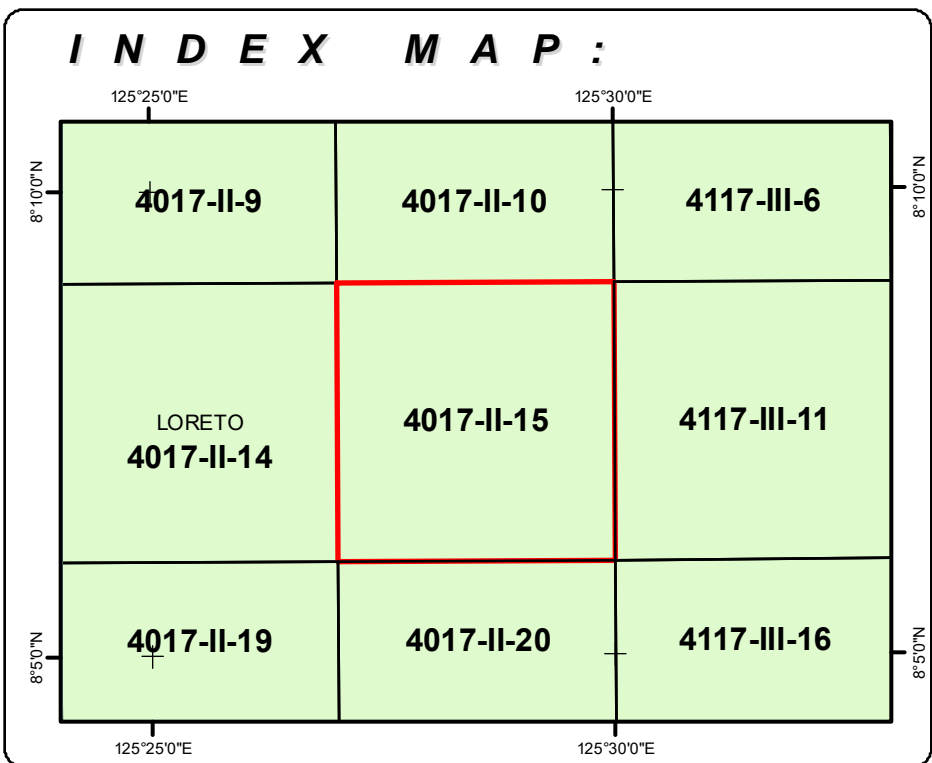 INDEX MAP:
125°25'0"E 125°30'0"E
8°10'0"N 8°10'0"N
4017-II-9 4017-II-10 4117-III-6
LORETO
4017-II-14 4017-II-15 4117-III-11
4017-II-19 4017-II-20 4117-III-16
8°5'0"N 8°5'0"N
125°25'0"E 125°30'0"E